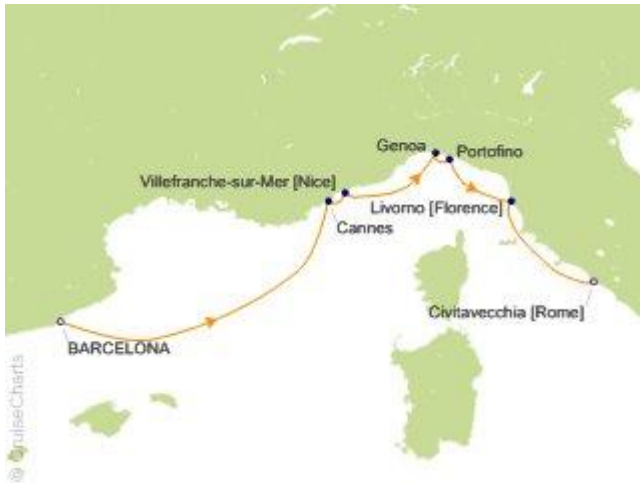 Genoa
Portofino
Villefranche-sur-Mer [Nice]
Livorno [Florence]
Cannes
Civitavecchia [Rome]
BARCELONA
© CruiseCharts